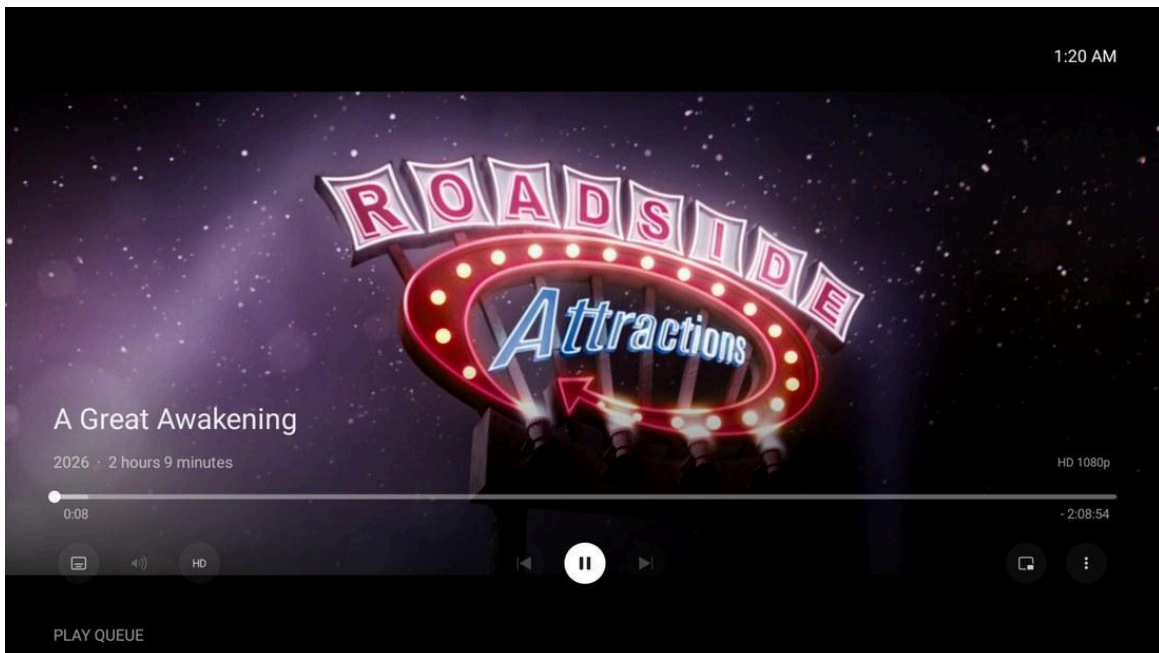 1:20 AM
ROADSIDE
Attractions
A Great Awakening
2026 · 2 hours 9 minutes
HD 1080p
0:08
- 2:08:54
HD
PLAY QUEUE